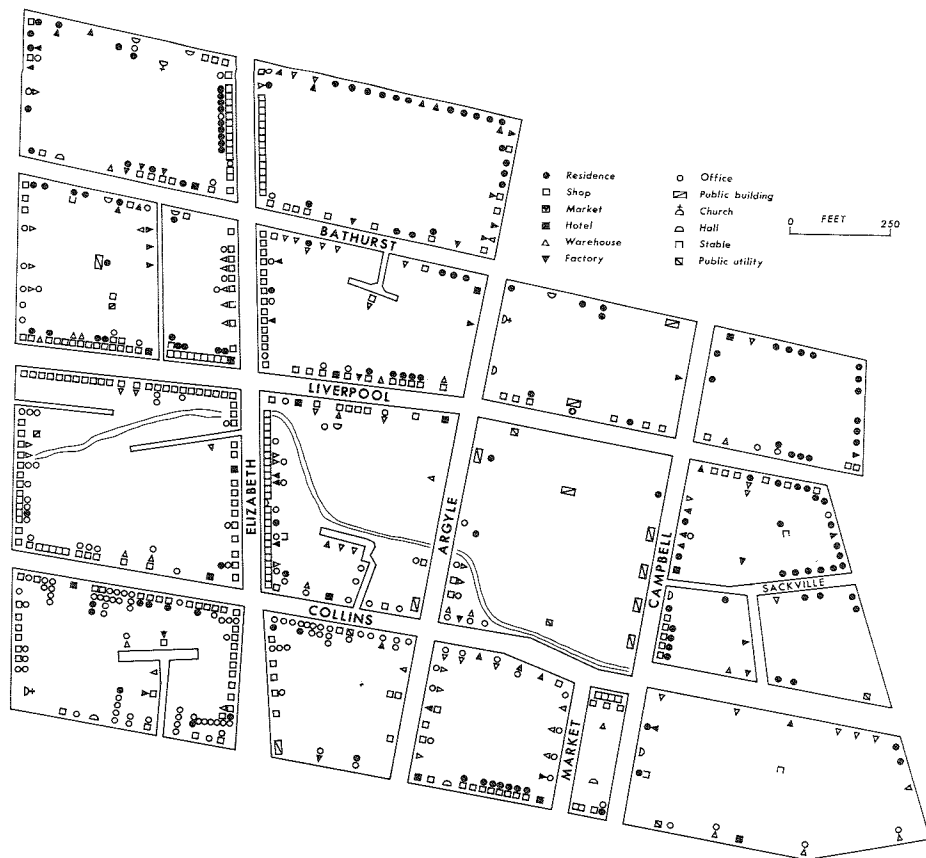 Residence
Shop
Market
Hotel
Warehouse
Factory
Office
Public building
Church
Hall
Stable
Public utility
0 FEET 250
BATHURST
LIVERPOOL
ELIZABETH
ARGYLE
CAMPBELL
SACKVILLE
COLLINS
MARKET